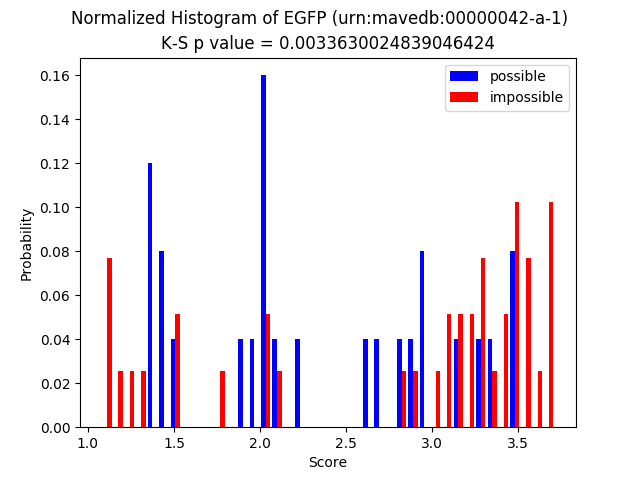 Normalized Histogram of EGFP (urn:mavedb:00000042-a-1)
K-S p value = 0.0033630024839046424
possible
impossible
0.16
0.14
0.12
0.10
0.08
0.06
0.04
0.02
0.00
Probability
1.0 1.5 2.0 2.5 3.0 3.5
Score